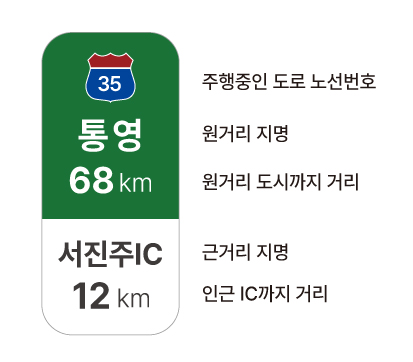 35
주행중인 도로 노선번호
통영
원거리 지명
68 km
원거리 도시까지 거리
서진주IC
근거리 지명
12 km
인근 IC까지 거리